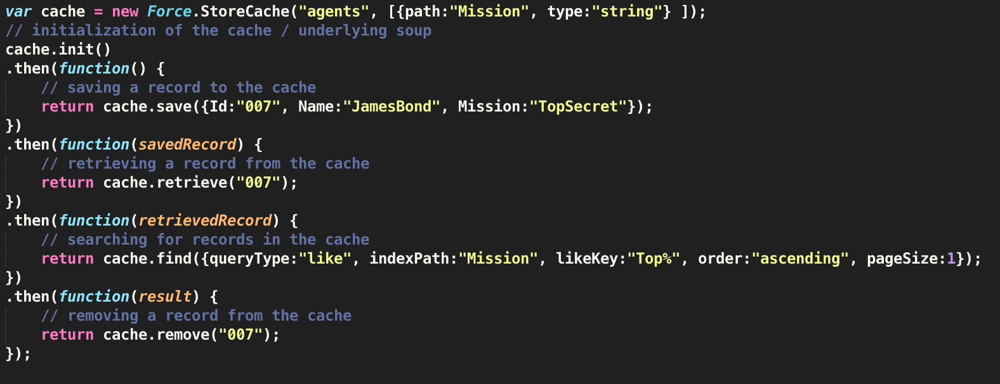 var cache = new Force.StoreCache("agents", [{path:"Mission", type:"string"} ]);
// initialization of the cache / underlying soup
cache.init()
.then(function() {
    // saving a record to the cache
    return cache.save({Id:"007", Name:"JamesBond", Mission:"TopSecret"});
})
.then(function(savedRecord) {
    // retrieving a record from the cache
    return cache.retrieve("007");
})
.then(function(retrievedRecord) {
    // searching for records in the cache
    return cache.find({queryType:"like", indexPath:"Mission", likeKey:"Top%", order:"ascending", pageSize:1});
})
.then(function(result) {
    // removing a record from the cache
    return cache.remove("007");
});